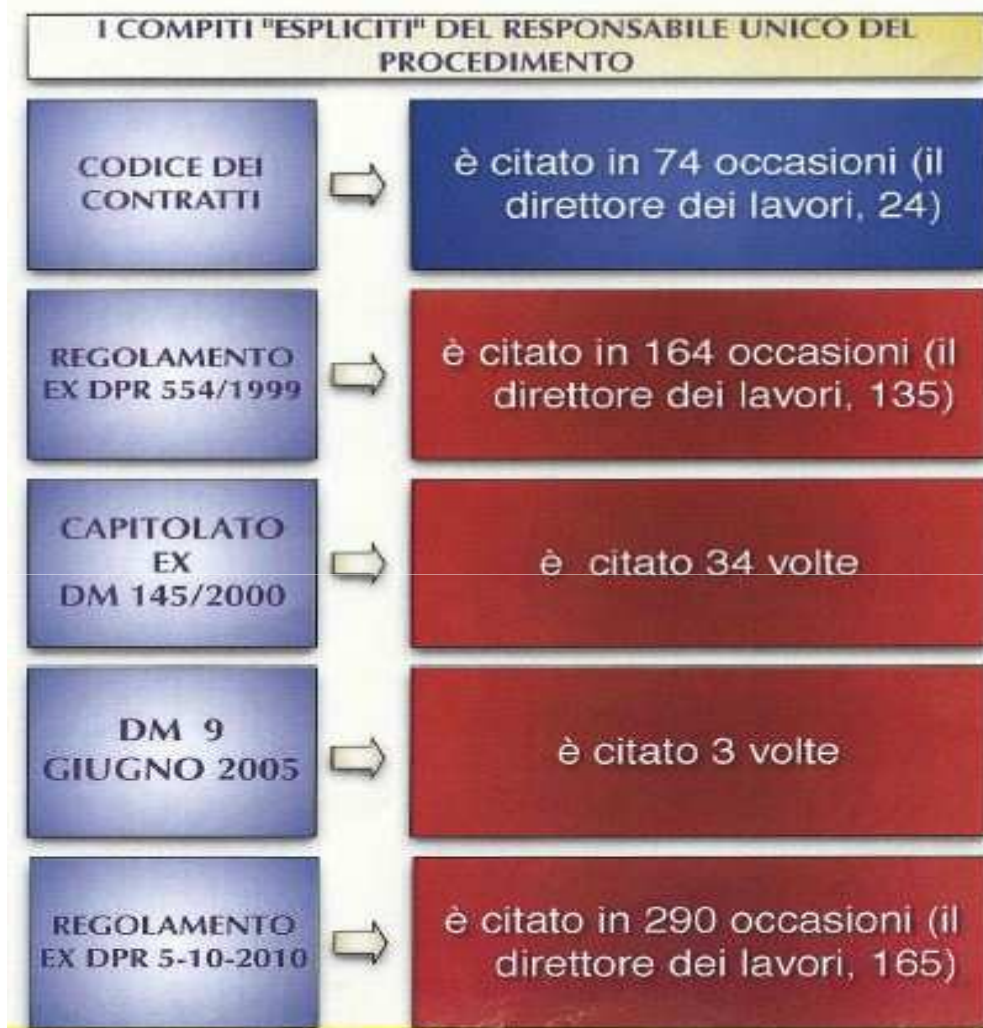 I COMPITI "ESPLICITI" DEL RESPONSABILE UNICO DEL
PROCEDIMENTO
CODICE DEI
CONTRATTI
è citato in 74 occasioni (il
direttore dei lavori, 24)
REGOLAMENTO
EX DPR 554/1999
è citato in 164 occasioni (il
direttore dei lavori, 135)
CAPITOLATO
EX
DM 145/2000
è citato 34 volte
DM 9
GIUGNO 2005
è citato 3 volte
REGOLAMENTO
EX DPR 5-10-2010
è citato in 290 occasioni (il
direttore dei lavori, 165)